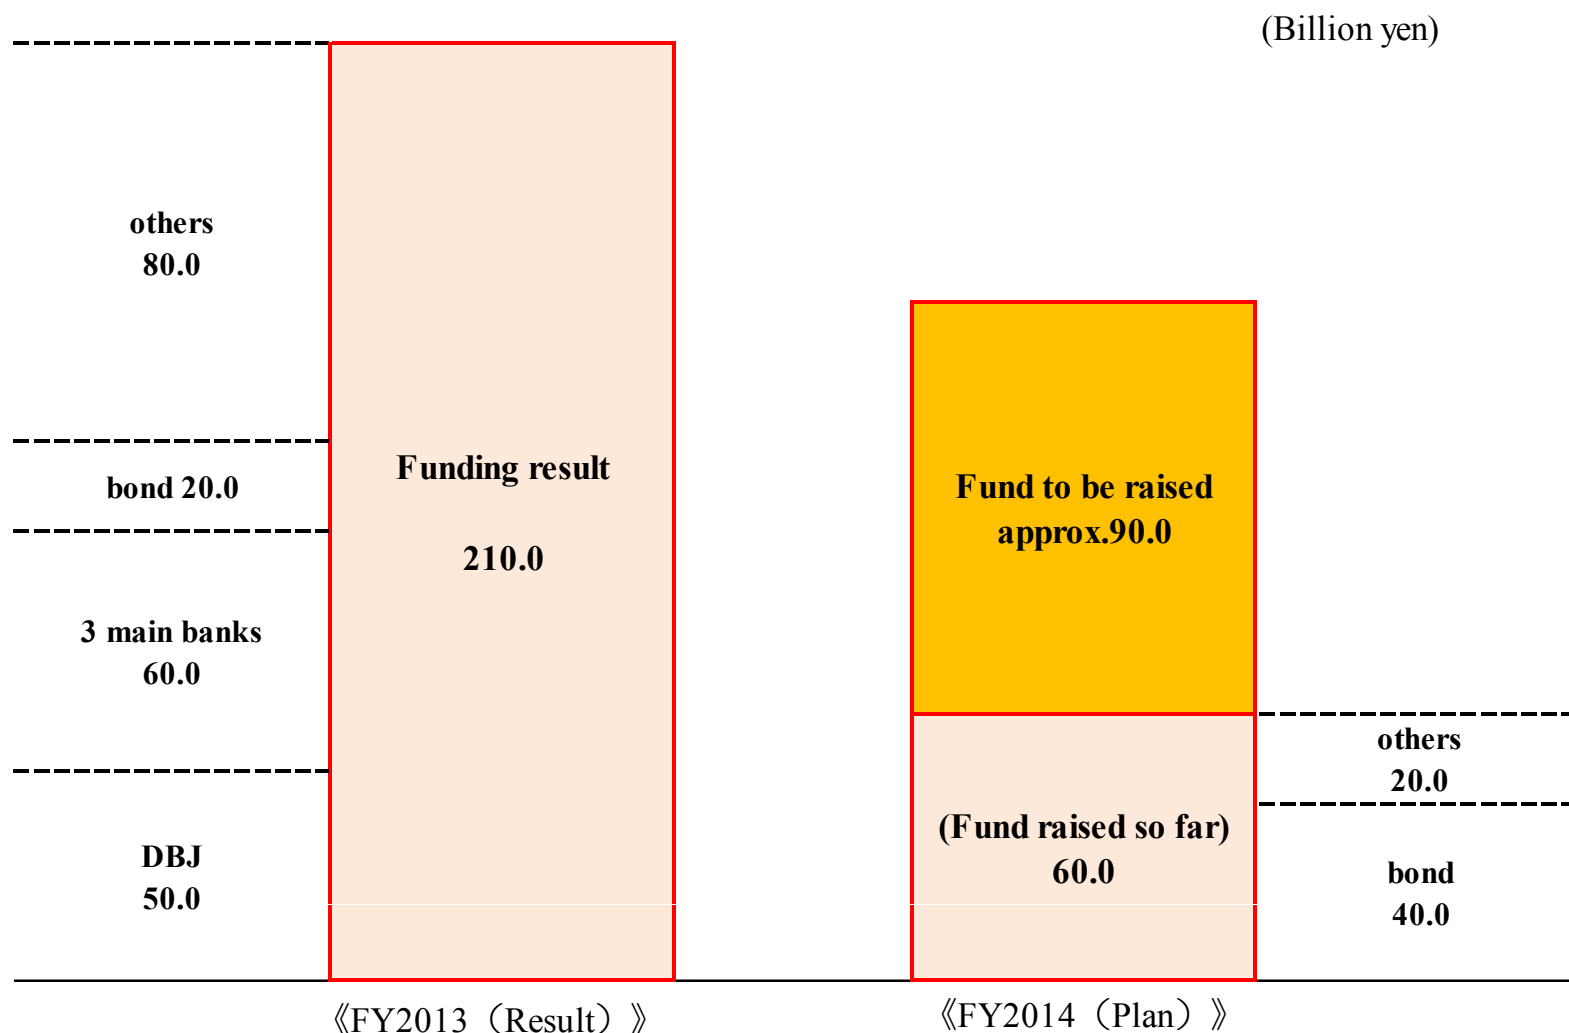 (Billion yen)
others
80.0
bond 20.0
3 main banks
60.0
DBJ
50.0
Funding result
210.0
Fund to be raised
approx.90.0
(Fund raised so far)
60.0
others
20.0
bond
40.0
《FY2013（Result）》
《FY2014（Plan）》